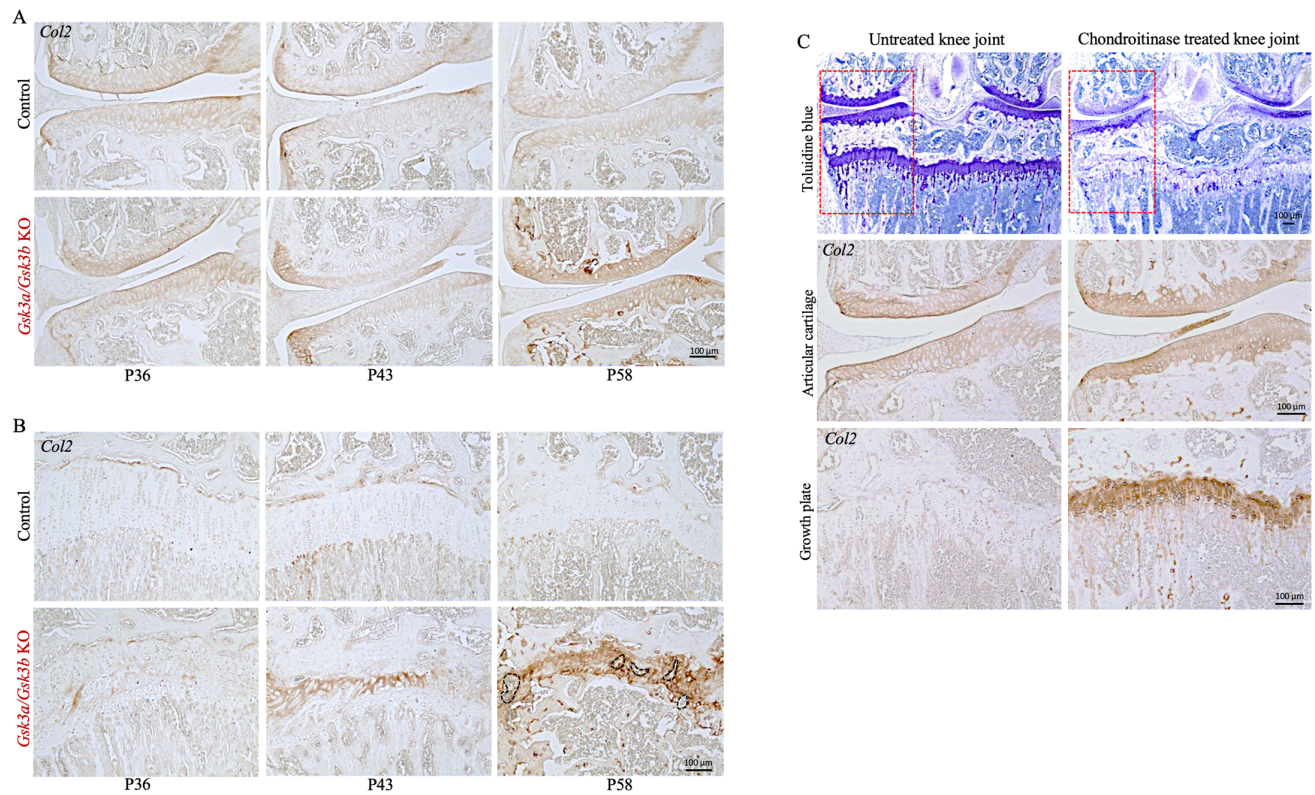 A
Col2
Control
Gsk3a/Gsk3b KO
100 µm
P36
P43
P58
B
Col2
Control
Gsk3a/Gsk3b KO
100 µm
P36
P43
P58
C
Untreated knee joint
Chondroitinase treated knee joint
Toluidine blue
100 µm
Col2
Articular cartilage
100 µm
Col2
Growth plate
100 µm